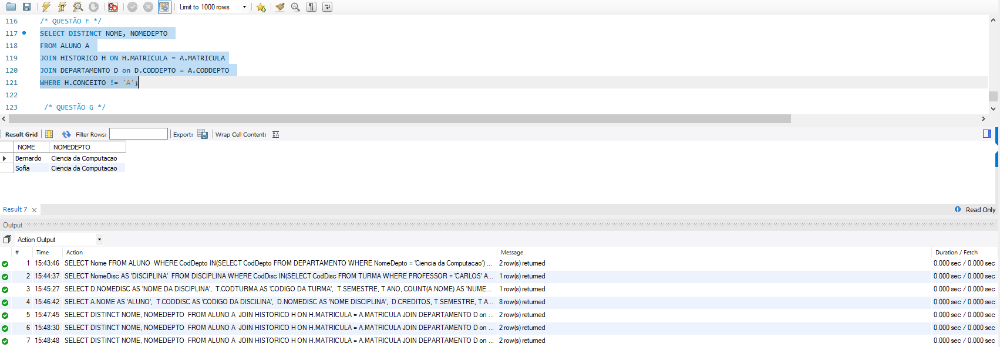 Limit to 1000 rows
116 /* QUESTÃO F */
117 SELECT DISTINCT NOME, NOMEDEPTO
118 FROM ALUNO A
119 JOIN HISTORICO H ON H.MATRICULA = A.MATRICULA
120 JOIN DEPARTAMENTO D on D.CODDEPTO = A.CODDEPTO
121 WHERE H.CONCEITO != 'A';
122
123 /* QUESTÃO G */
Result Grid Filter Rows: Export: Wrap Cell Content:
NOME NOMEDEPTO
Bernardo Ciencia da Computacao
Sofia Ciencia da Computacao
Result 7 Read Only
Output
Action Output
# Time Action Message Duration / Fetch
1 15:43:46 SELECT Nome FROM ALUNO WHERE CodDepto IN(SELECT CodDepto FROM DEPARTAMENTO WHERE NomeDepto = 'Ciencia da Computacao') ... 2 row(s) returned 0.000 sec / 0.000 sec
2 15:44:37 SELECT NomeDisc AS 'DISCIPLINA' FROM DISCIPLINA WHERE CodDisc IN(SELECT CodDisc FROM TURMA WHERE PROFESSOR = 'CARLOS' A... 1 row(s) returned 0.000 sec / 0.000 sec
3 15:45:27 SELECT D.NOMEDISC AS 'NOME DA DISCIPLINA', T.CODTURMA AS 'CODIGO DA TURMA', T.SEMESTRE, T.ANO, COUNT(A.NOME) AS 'NUME... 1 row(s) returned 0.000 sec / 0.000 sec
4 15:46:42 SELECT A.NOME AS 'ALUNO', T.CODDISC AS 'CODIGO DA DISCILINA', D.NOMEDISC AS 'NOME DISCIPLINA', D.CREDITOS, T.SEMESTRE, T.A... 8 row(s) returned 0.000 sec / 0.000 sec
5 15:47:45 SELECT DISTINCT NOME, NOMEDEPTO FROM ALUNO A JOIN HISTORICO H ON H.MATRICULA = A.MATRICULA JOIN DEPARTAMENTO D on ... 2 row(s) returned 0.000 sec / 0.000 sec
6 15:48:30 SELECT DISTINCT NOME, NOMEDEPTO FROM ALUNO A JOIN HISTORICO H ON H.MATRICULA = A.MATRICULA JOIN DEPARTAMENTO D on ... 2 row(s) returned 0.000 sec / 0.000 sec
7 15:48:48 SELECT DISTINCT NOME, NOMEDEPTO FROM ALUNO A JOIN HISTORICO H ON H.MATRICULA = A.MATRICULA JOIN DEPARTAMENTO D on ... 2 row(s) returned 0.000 sec / 0.000 sec